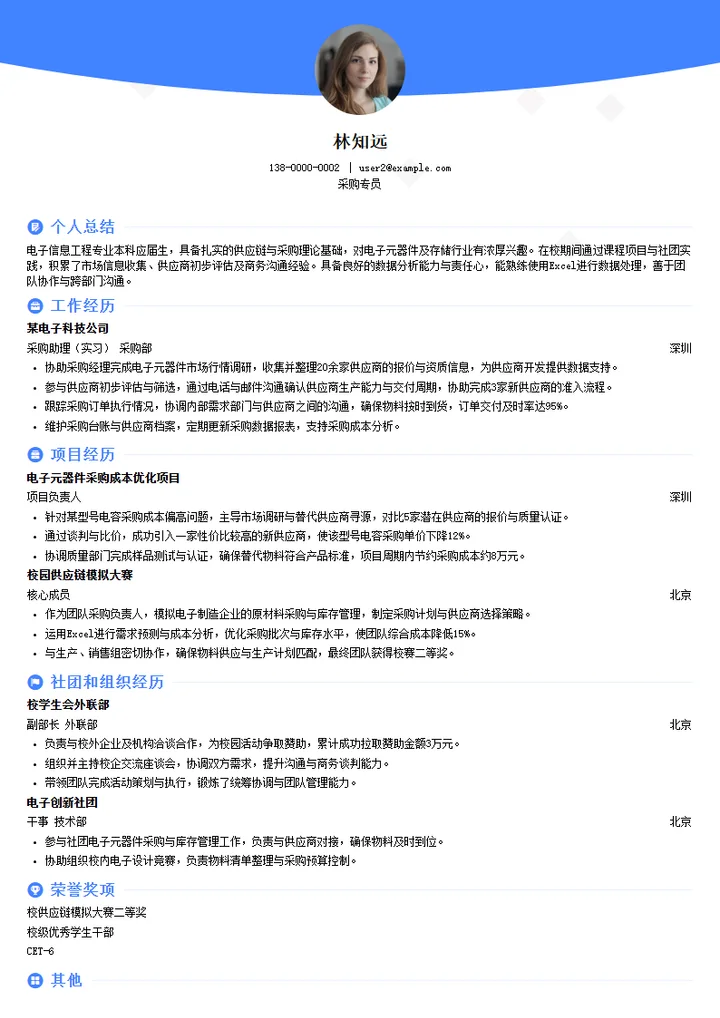 林知远
138-0000-0002 | user2@example.com
采购专员
个人总结
电子信息工程专业本科应届生，具备扎实的供应链与采购理论基础，对电子元器件及存储行业有浓厚兴趣。在校期间通过课程项目与社团实
践，积累了市场信息收集、供应商初步评估及商务沟通经验。具备良好的数据分析能力与责任心，能熟练使用Excel进行数据处理，善于团
队协作与跨部门沟通。
工作经历
某电子科技公司
采购助理（实习） 采购部 深圳
• 协助采购经理完成电子元器件市场行情调研，收集并整理20余家供应商的报价与资质信息，为供应商开发提供数据支持。
• 参与供应商初步评估与筛选，通过电话与邮件沟通确认供应商生产能力与交付周期，协助完成3家新供应商的准入流程。
• 跟踪采购订单执行情况，协调内部需求部门与供应商之间的沟通，确保物料按时到货，订单交付及时率达95%。
• 维护采购台账与供应商档案，定期更新采购数据报表，支持采购成本分析。
项目经历
电子元器件采购成本优化项目
项目负责人 深圳
• 针对某型号电容采购成本偏高问题，主导市场调研与替代供应商寻源，对比5家潜在供应商的报价与质量认证。
• 通过谈判与比价，成功引入一家性价比较高的新供应商，使该型号电容采购单价下降12%。
• 协调质量部门完成样品测试与认证，确保替代物料符合产品标准，项目周期内节约采购成本约8万元。
校园供应链模拟大赛
核心成员 北京
• 作为团队采购负责人，模拟电子制造企业的原材料采购与库存管理，制定采购计划与供应商选择策略。
• 运用Excel进行需求预测与成本分析，优化采购批次与库存水平，使团队综合成本降低15%。
• 与生产、销售组密切协作，确保物料供应与生产计划匹配，最终团队获得校赛二等奖。
社团和组织经历
校学生会外联部
副部长 外联部 北京
• 负责与校外企业及机构洽谈合作，为校园活动争取赞助，累计成功拉取赞助金额3万元。
• 组织并主持校企交流座谈会，协调双方需求，提升沟通与商务谈判能力。
• 带领团队完成活动策划与执行，锻炼了统筹协调与团队管理能力。
电子创新社团
干事 技术部 北京
• 参与社团电子元器件采购与库存管理工作，负责与供应商对接，确保物料及时到位。
• 协助组织校内电子设计竞赛，负责物料清单整理与采购预算控制。
荣誉奖项
校供应链模拟大赛二等奖
校级优秀学生干部
CET-6
其他